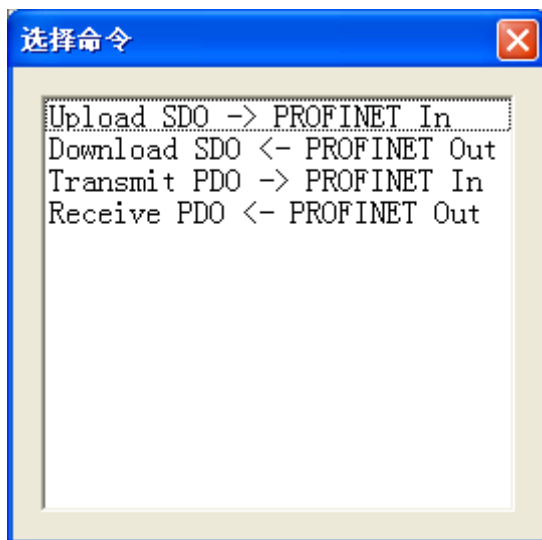 选择命令
Upload SDO -> PROFINET In
Download SDO <- PROFINET Out
Transmit PDO -> PROFINET In
Receive PDO <- PROFINET Out